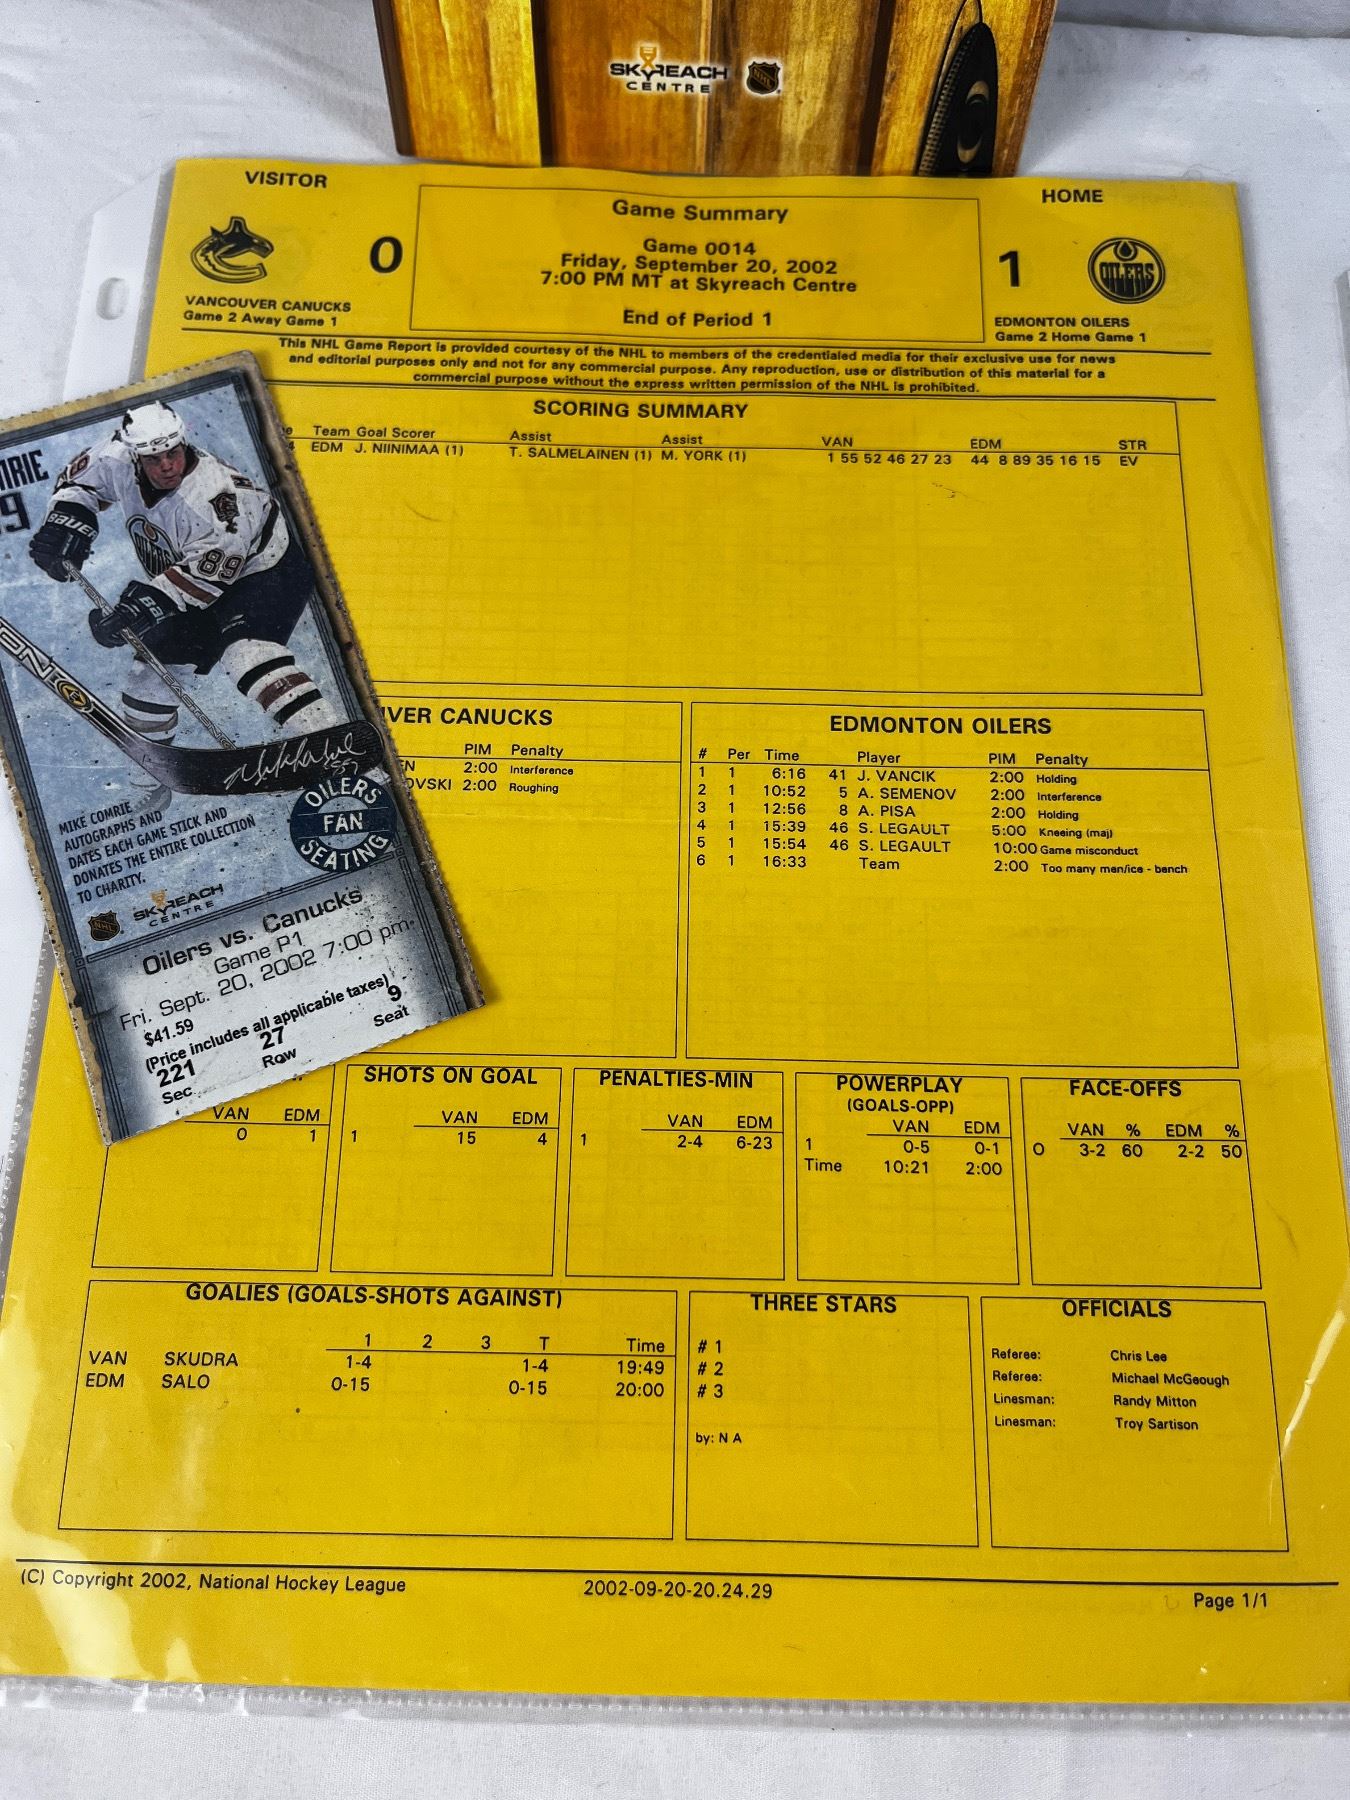 SKYREACH
CENTRE
NHL
VISITOR
HOME
Game Summary
0
Game 0014
1
OILERS
Friday, September 20, 2002
7:00 PM MT at Skyreach Centre
VANCOUVER CANUCKS
Game 2 Away Game 1
End of Period 1
EDMONTON OILERS
Game 2 Home Game 1
This NHL Game Report is provided courtesy of the NHL to members of the credentialed media for their exclusive use for news
and editorial purposes only and not for any commercial purpose. Any reproduction, use or distribution of this material for a
commercial purpose without the express written permission of the NHL is prohibited.
SCORING SUMMARY
Team Goal Scorer Assist Assist VAN EDM STR
4 EDM J. NIINIMAA (1) T. SALMELAINEN (1) M. YORK (1) 1 55 52 46 27 23 44 8 89 35 16 15 EV
VER CANUCKS
PIM Penalty
EN 2:00 Interference
OVSKI 2:00 Roughing
EDMONTON OILERS
# Per Time Player PIM Penalty
1 1 6:16 41 J. VANCIK 2:00 Holding
2 1 10:52 5 A. SEMENOV 2:00 Interference
3 1 12:56 8 A. PISA 2:00 Holding
4 1 15:39 46 S. LEGAULT 5:00 Kneeing (maj)
5 1 15:54 46 S. LEGAULT 10:00 Game misconduct
6 1 16:33 Team 2:00 Too many men/ice - bench
9
BAUER
OILERS
89
MIKE COMRIE
AUTOGRAPHS AND
DATES EACH GAME STICK AND
DONATES THE ENTIRE COLLECTION
TO CHARITY.
OILERS
FAN
SEATING
NHL
SKYREACH
CENTRE
Oilers vs. Canucks
Game P1
Fri. Sept. 20, 2002 7:00 pm
$41.59
(Price includes all applicable taxes)
221 27 9
Sec Row Seat
VAN EDM
0 1
SHOTS ON GOAL
VAN EDM
1 15 4
PENALTIES-MIN
VAN EDM
1 2-4 6-23
POWERPLAY
(GOALS-OPP)
VAN EDM
1 0-5 0-1
Time 10:21 2:00
FACE-OFFS
VAN % EDM %
0 3-2 60 2-2 50
GOALIES (GOALS-SHOTS AGAINST)
1 2 3 T Time
VAN SKUDRA 1-4 1-4 19:49
EDM SALO 0-15 0-15 20:00
THREE STARS
# 1
# 2
# 3
by: N A
OFFICIALS
Referee: Chris Lee
Referee: Michael McGeough
Linesman: Randy Mitton
Linesman: Troy Sartison
(C) Copyright 2002, National Hockey League
2002-09-20-20.24.29
Page 1/1